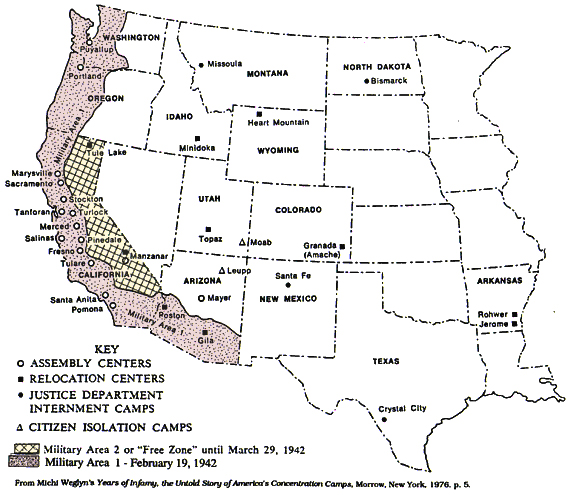 WASHINGTON
Puyallup
Portland
OREGON
Missoula
MONTANA
NORTH DAKOTA
Bismarck
IDAHO
Minidoka
Heart Mountain
WYOMING
Military Area 1
Tule Lake
Marysville
Sacramento
Stockton
Tanforan
Turlock
Merced
Salinas
Pinedale
Fresno
Manzanar
Tulare
CALIFORNIA
UTAH
Topaz
COLORADO
Moab
Granada
(Amache)
Leupp
ARIZONA
Mayer
Santa Fe
NEW MEXICO
Santa Anita
Pomona
Military Area 1
Poston
Gila
ARKANSAS
Rohwer
Jerome
TEXAS
Crystal City
KEY
ASSEMBLY CENTERS
RELOCATION CENTERS
JUSTICE DEPARTMENT
INTERNMENT CAMPS
CITIZEN ISOLATION CAMPS
Military Area 2 or "Free Zone" until March 29, 1942
Military Area 1 - February 19, 1942
From Michi Weglyn's Years of Infamy, the Untold Story of America's Concentration Camps, Morrow, New York, 1976, p. 5.